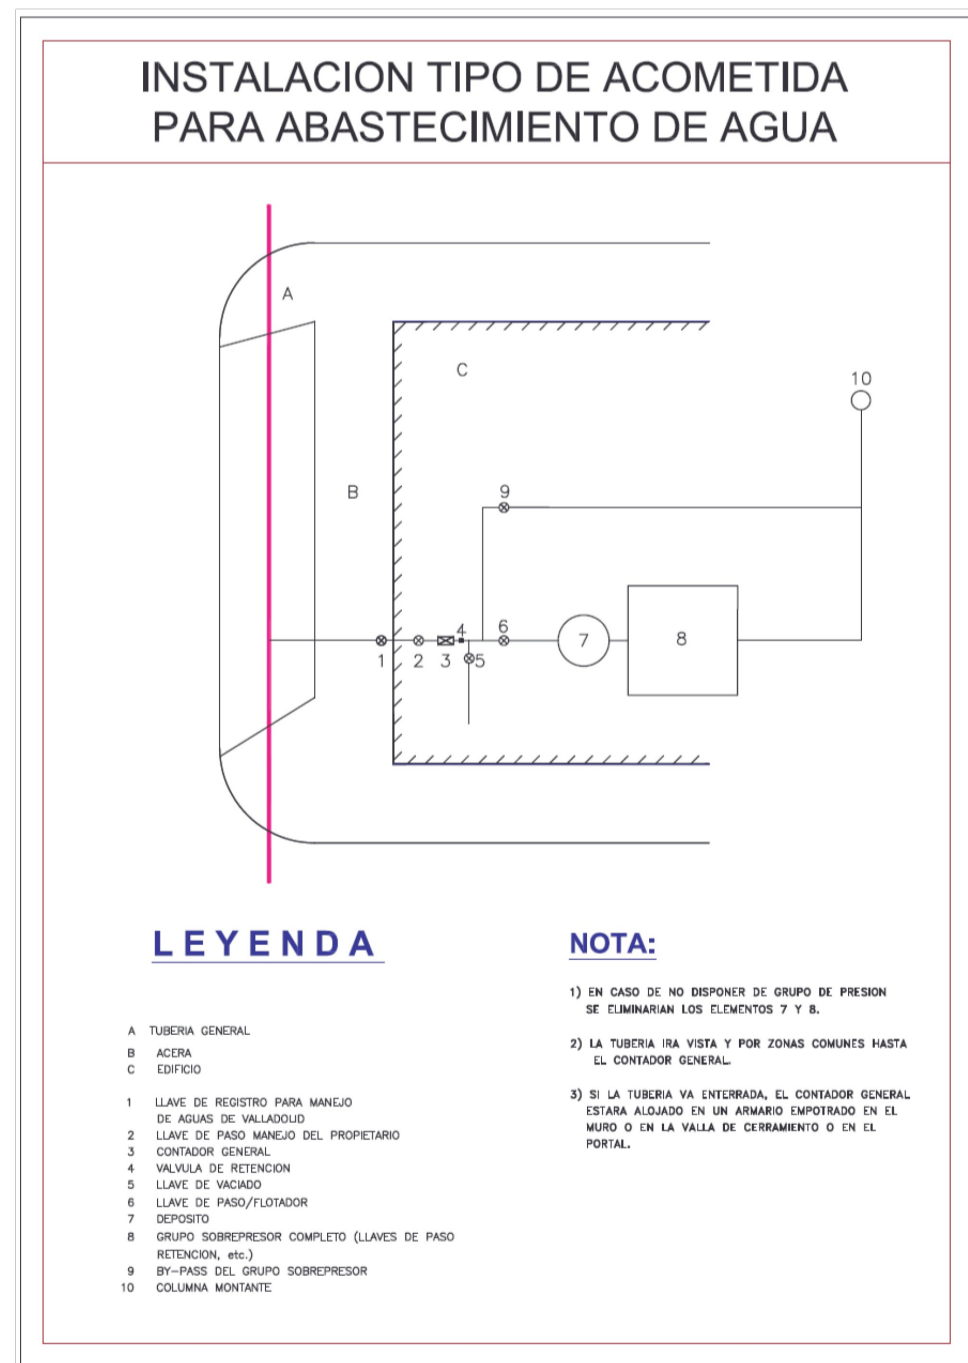 INSTALACION TIPO DE ACOMETIDA
PARA ABASTECIMIENTO DE AGUA
A
C
10
B
9
4
6
7
8
1
2
3
5
LEYENDA
A TUBERIA GENERAL
B ACERA
C EDIFICIO
1 LLAVE DE REGISTRO PARA MANEJO
DE AGUAS DE VALLADOLID
2 LLAVE DE PASO MANEJO DEL PROPIETARIO
3 CONTADOR GENERAL
4 VALVULA DE RETENCION
5 LLAVE DE VACIADO
6 LLAVE DE PASO/FLOTADOR
7 DEPOSITO
8 GRUPO SOBREPRESOR COMPLETO (LLAVES DE PASO
RETENCION, etc.)
9 BY-PASS DEL GRUPO SOBREPRESOR
10 COLUMNA MONTANTE
NOTA:
1) EN CASO DE NO DISPONER DE GRUPO DE PRESION
SE ELIMINARIAN LOS ELEMENTOS 7 Y 8.
2) LA TUBERIA IRA VISTA Y POR ZONAS COMUNES HASTA
EL CONTADOR GENERAL.
3) SI LA TUBERIA VA ENTERRADA, EL CONTADOR GENERAL
ESTARA ALOJADO EN UN ARMARIO EMPOTRADO EN EL
MURO O EN LA VALLA DE CERRAMIENTO O EN EL
PORTAL.